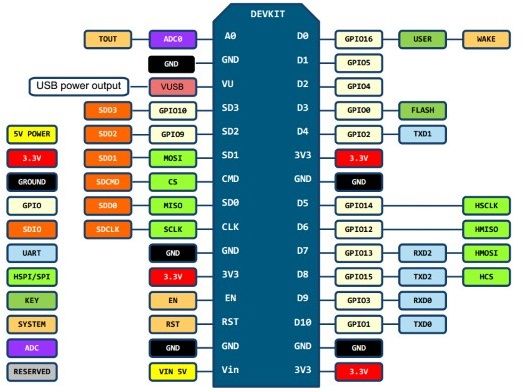 DEVKIT
TOUT ADC0 A0 D0 GPIO16 USER WAKE
GND GND D1 GPIO5
USB power output VUSB VU D2 GPIO4
SDD3 GPIO10 SD3 D3 GPIO0 FLASH
5V POWER SDD2 GPIO9 SD2 D4 GPIO2 TXD1
3.3V SDD1 MOSI SD1 3V3 3.3V
GROUND SDCMD CS CMD GND GND
GPIO SDD0 MISO SD0 D5 GPIO14 HSCLK
SDIO SDCLK SCLK CLK D6 GPIO12 HMISO
UART GND GND D7 GPIO13 RXD2 HMOSI
HSPI/SPI 3.3V 3V3 D8 GPIO15 TXD2 HCS
KEY EN EN D9 GPIO3 RXD0
SYSTEM RST RST D10 GPIO1 TXD0
ADC GND GND GND GND
RESERVED VIN 5V Vin 3V3 3.3V